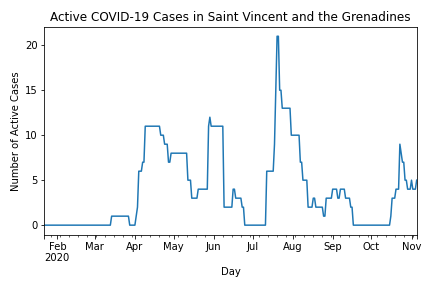 Active COVID-19 Cases in Saint Vincent and the Grenadines
Number of Active Cases
20
15
10
5
0
Feb Mar Apr May Jun Jul Aug Sep Oct Nov
2020
Day